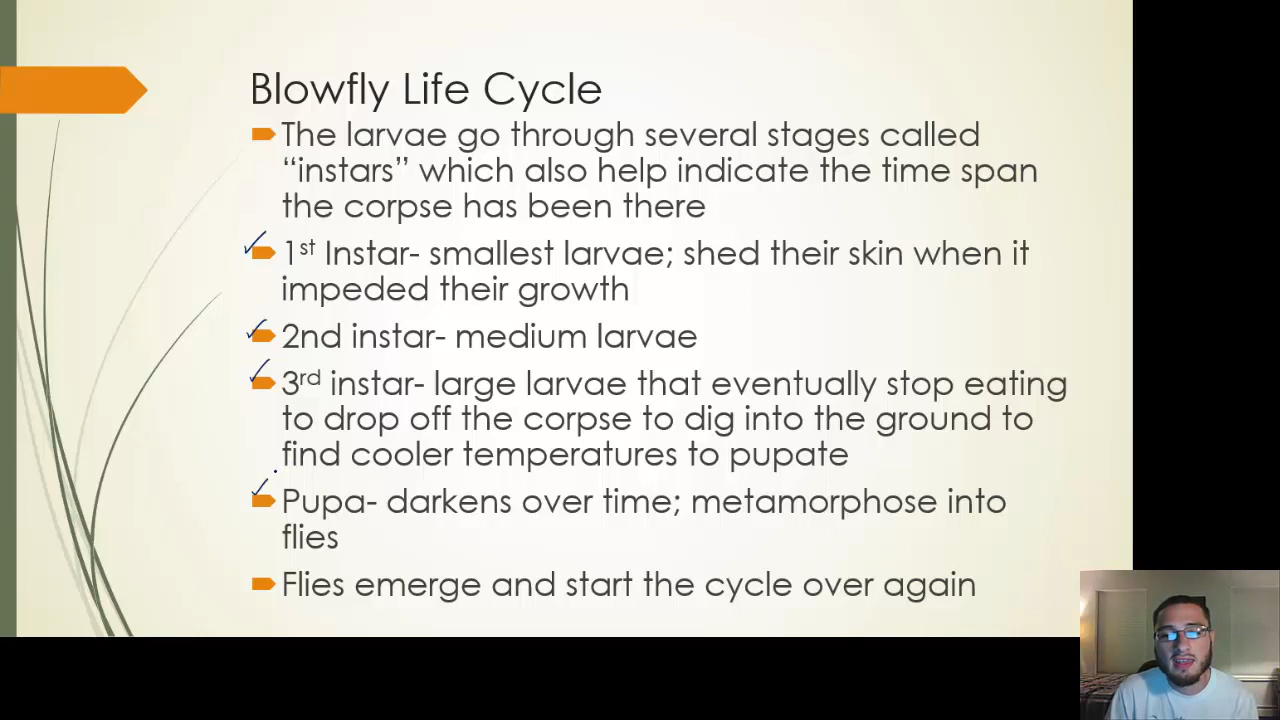 Blowfly Life Cycle
The larvae go through several stages called
“instars” which also help indicate the time span
the corpse has been there
1st Instar- smallest larvae; shed their skin when it
impeded their growth
2nd instar- medium larvae
3rd instar- large larvae that eventually stop eating
to drop off the corpse to dig into the ground to
find cooler temperatures to pupate
Pupa- darkens over time; metamorphose into
flies
Flies emerge and start the cycle over again